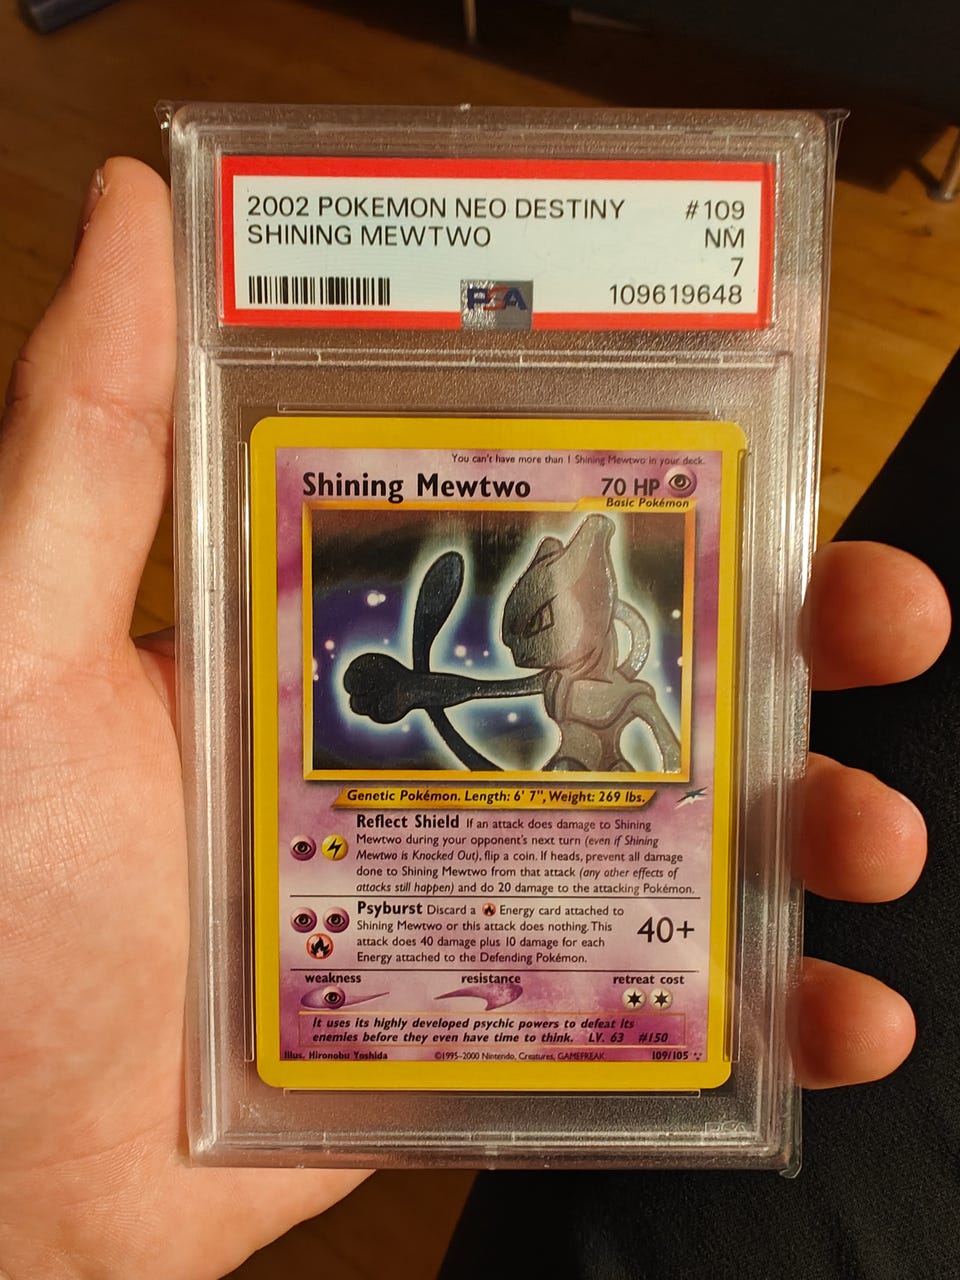 2002 POKEMON NEO DESTINY #109
SHINING MEWTWO NM
7
PSA 109619648
You can't have more than 1 Shining Mewtwo in your deck.
Shining Mewtwo 70 HP
Basic Pokémon
Genetic Pokémon. Length: 6' 7", Weight: 269 lbs.
Reflect Shield If an attack does damage to Shining
Mewtwo during your opponent's next turn (even if Shining
Mewtwo is Knocked Out), flip a coin. If heads, prevent all damage
done to Shining Mewtwo from that attack (any other effects of
attacks still happen) and do 20 damage to the attacking Pokémon.
Psyburst Discard a Energy card attached to
Shining Mewtwo or this attack does nothing. This
attack does 40 damage plus 10 damage for each
Energy attached to the Defending Pokémon.
40+
weakness resistance retreat cost
It uses its highly developed psychic powers to defeat its
enemies before they even have time to think. LV. 63 #150
Illus. Hironobu Yoshida ©1995-2000 Nintendo, Creatures, GAMEFREAK. 109/105
PSA